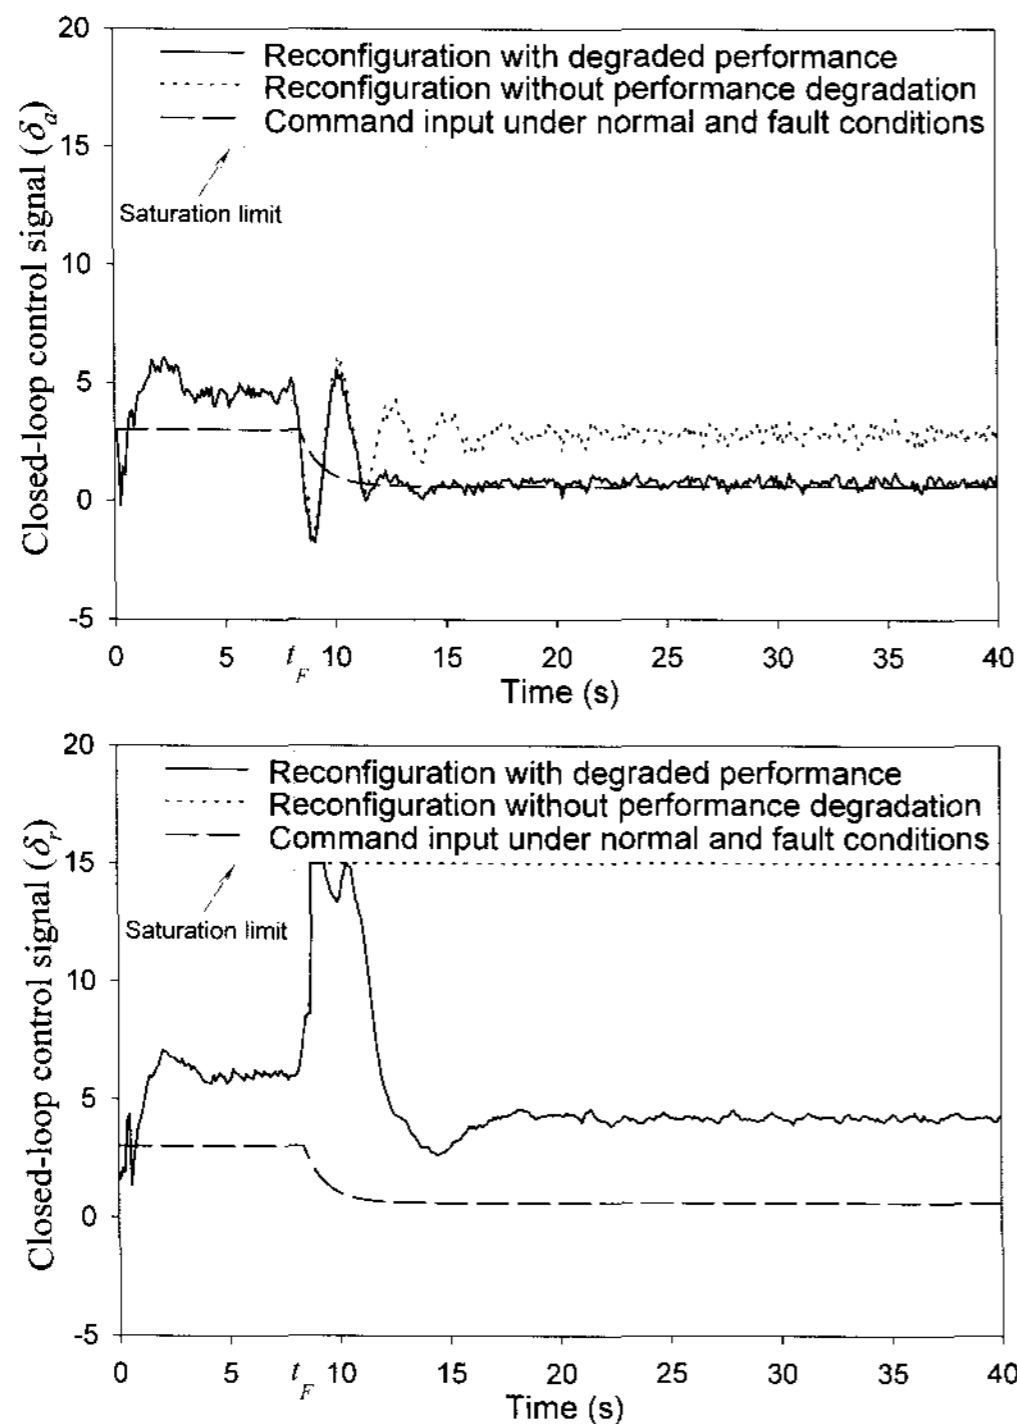 20
Reconfiguration with degraded performance
Reconfiguration without performance degradation
Command input under normal and fault conditions
15
Saturation limit
10
5
0
-5
Closed-loop control signal (δa)
0 5 tF 10 15 20 25 30 35 40
Time (s)
20
Reconfiguration with degraded performance
Reconfiguration without performance degradation
Command input under normal and fault conditions
15
Saturation limit
10
5
0
-5
Closed-loop control signal (δr)
0 5 tF 10 15 20 25 30 35 40
Time (s)